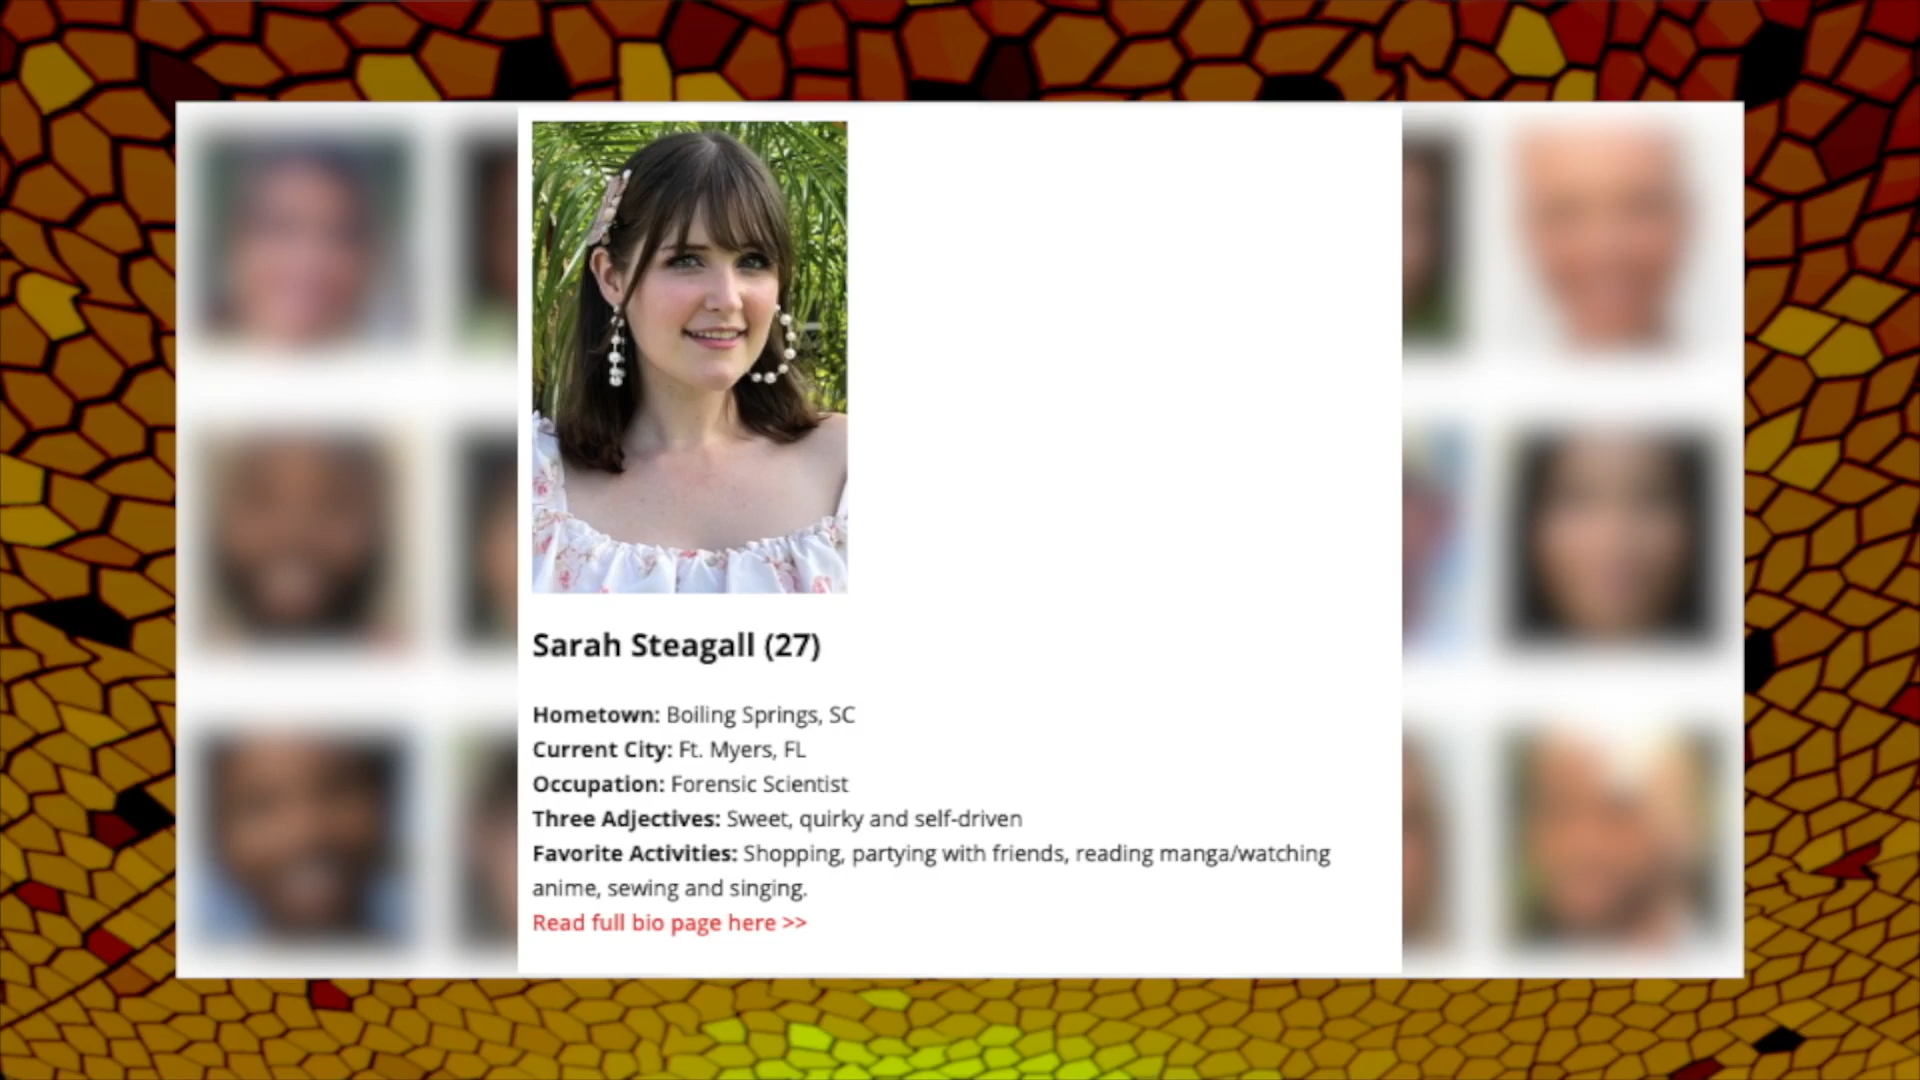 Sarah Steagall (27)
Hometown: Boiling Springs, SC
Current City: Ft. Myers, FL
Occupation: Forensic Scientist
Three Adjectives: Sweet, quirky and self-driven
Favorite Activities: Shopping, partying with friends, reading manga/watching
anime, sewing and singing.
Read full bio page here >>